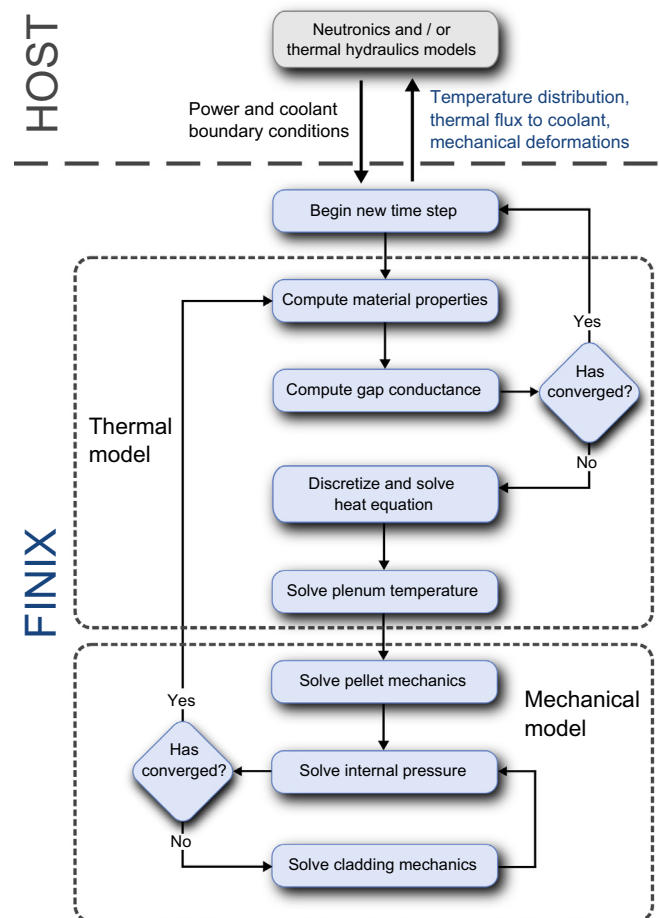 HOST
Neutronics and / or
thermal hydraulics models
Power and coolant
boundary conditions
Temperature distribution,
thermal flux to coolant,
mechanical deformations
Begin new time step
FINIX
Thermal
model
Compute material properties
Yes
Compute gap conductance
Has
converged?
No
Discretize and solve
heat equation
Solve plenum temperature
Mechanical
model
Solve pellet mechanics
Yes
Has
converged?
Solve internal pressure
No
Solve cladding mechanics